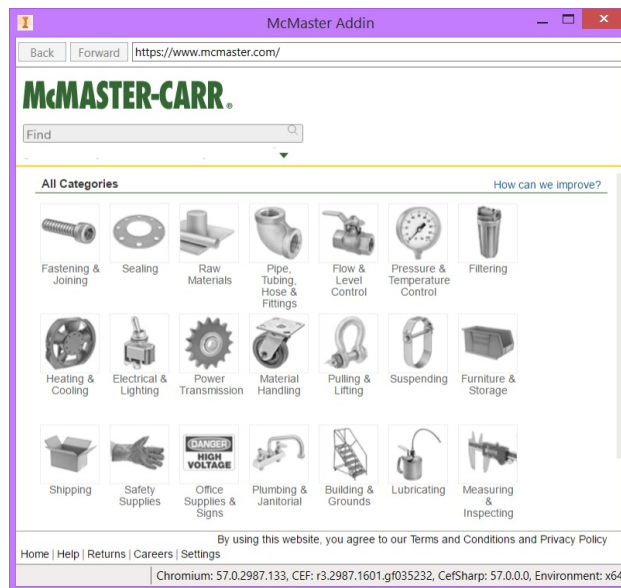 McMaster Addin
Back Forward https://www.mcmaster.com/
McMASTER-CARR®
Find
All Categories How can we improve?
Fastening & Joining
Sealing
Raw Materials
Pipe, Tubing, Hose & Fittings
Flow & Level Control
Pressure & Temperature Control
Filtering
Heating & Cooling
Electrical & Lighting
Power Transmission
Material Handling
Pulling & Lifting
Suspending
Furniture & Storage
DANGER
HIGH
VOLTAGE
Shipping
Safety Supplies
Office Supplies & Signs
Plumbing & Janitorial
Building & Grounds
Lubricating
Measuring & Inspecting
By using this website, you agree to our Terms and Conditions and Privacy Policy
Home | Help | Returns | Careers | Settings
Chromium: 57.0.2987.133, CEF: r3.2987.1601.gf035232, CefSharp: 57.0.0.0, Environment: x64